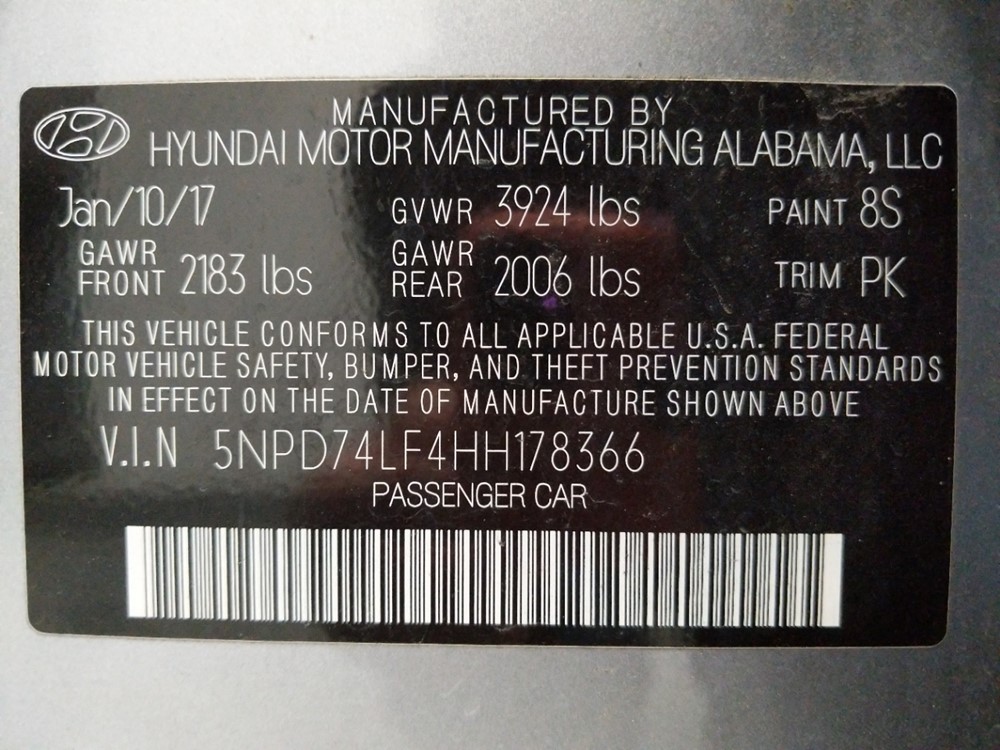 MANUFACTURED BY
HYUNDAI MOTOR MANUFACTURING ALABAMA, LLC
Jan/10/17 GVWR 3924 lbs PAINT 8S
GAWR FRONT 2183 lbs GAWR REAR 2006 lbs TRIM PK
THIS VEHICLE CONFORMS TO ALL APPLICABLE U.S.A. FEDERAL
MOTOR VEHICLE SAFETY, BUMPER, AND THEFT PREVENTION STANDARDS
IN EFFECT ON THE DATE OF MANUFACTURE SHOWN ABOVE
V.I.N 5NPD74LF4HH178366
PASSENGER CAR